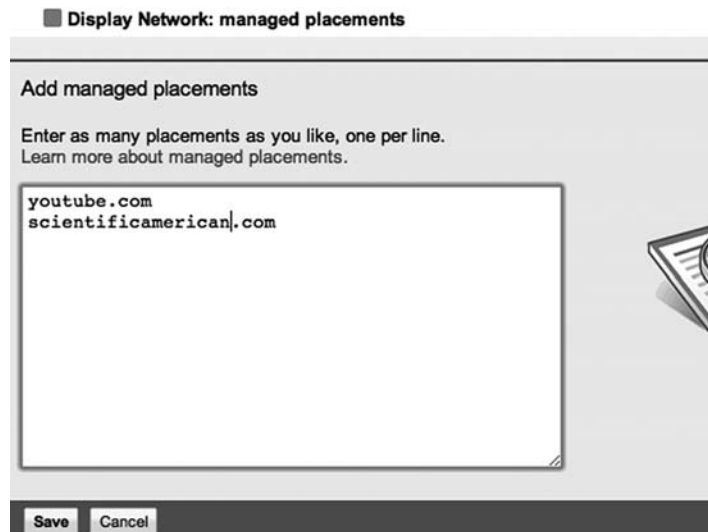 Display Network: managed placements
Add managed placements
Enter as many placements as you like, one per line.
Learn more about managed placements.
youtube.com
scientificamerican.com
Save Cancel